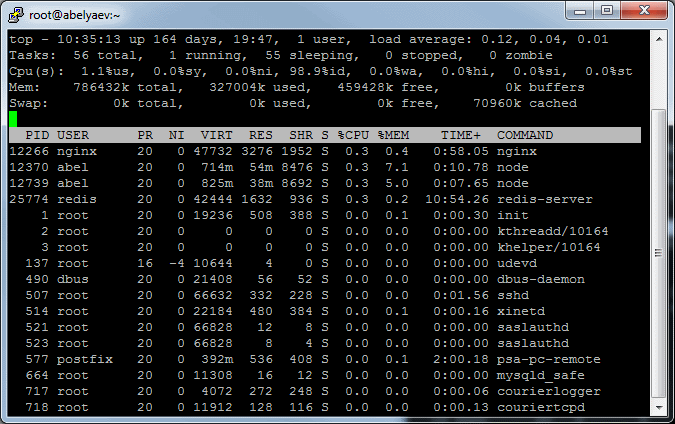 root@abelyaev:~
top - 10:35:13 up 164 days, 19:47,  1 user,  load average: 0.12, 0.04, 0.01
Tasks:  56 total,   1 running,  55 sleeping,   0 stopped,   0 zombie
Cpu(s):  1.1%us,  0.0%sy,  0.0%ni, 98.9%id,  0.0%wa,  0.0%hi,  0.0%si,  0.0%st
Mem:    786432k total,   327004k used,   459428k free,        0k buffers
Swap:        0k total,        0k used,        0k free,    70960k cached
PID USER      PR  NI  VIRT  RES  SHR S %CPU %MEM    TIME+  COMMAND
12266 nginx     20   0 47732 3276 1952 S  0.3  0.4   0:58.05 nginx
12370 abel      20   0  714m  54m 8476 S  0.3  7.1   0:10.78 node
12739 abel      20   0  825m  38m 8692 S  0.3  5.0   0:07.65 node
25774 redis     20   0 42444 1632  936 S  0.3  0.2  10:54.26 redis-server
1 root      20   0 19236  508  388 S  0.0  0.1   0:00.30 init
2 root      20   0     0    0    0 S  0.0  0.0   0:00.00 kthreadd/10164
3 root      20   0     0    0    0 S  0.0  0.0   0:00.00 khelper/10164
137 root      16  -4 10644    4    0 S  0.0  0.0   0:00.00 udevd
490 dbus      20   0 21408   56   52 S  0.0  0.0   0:00.00 dbus-daemon
507 root      20   0 66632  332  228 S  0.0  0.0   0:01.56 sshd
514 root      20   0 22184  480  384 S  0.0  0.1   0:00.16 xinetd
521 root      20   0 66828   12    8 S  0.0  0.0   0:00.00 saslauthd
523 root      20   0 66828    8    4 S  0.0  0.0   0:00.00 saslauthd
577 postfix   20   0  392m  536  408 S  0.0  0.1   2:00.18 psa-pc-remote
664 root      20   0 11308   16   12 S  0.0  0.0   0:00.00 mysqld_safe
717 root      20   0  4072  272  248 S  0.0  0.0   0:00.06 courierlogger
718 root      20   0 11912  128  116 S  0.0  0.0   0:00.13 couriertcpd